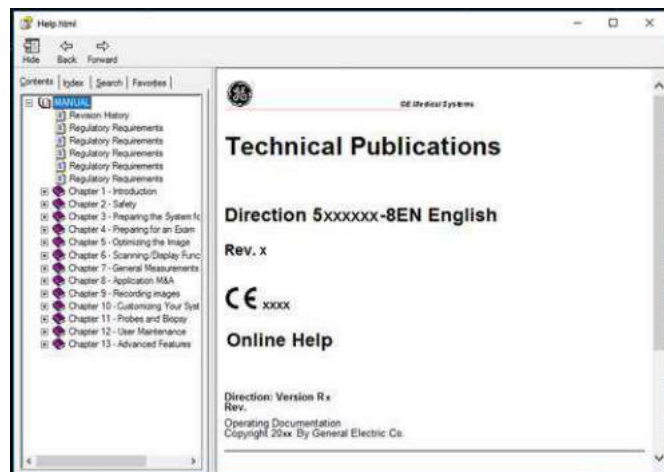 Help html
Hide Back Forward
Contents Index Search Favorites
MANUAL
Revision History
Regulatory Requirements
Regulatory Requirements
Regulatory Requirements
Regulatory Requirements
Regulatory Requirements
Chapter 1 - Introduction
Chapter 2 - Safety
Chapter 3 - Preparing the System fo
Chapter 4 - Preparing for an Exam
Chapter 5 - Optimizing the Image
Chapter 6 - Scanning/Display Func
Chapter 7 - General Measurements
Chapter 8 - Application M&A
Chapter 9 - Recording images
Chapter 10 - Customizing Your Syst
Chapter 11 - Probes and Biopsy
Chapter 12 - User Maintenance
Chapter 13 - Advanced Features
GE
GE Medical Systems
Technical Publications
Direction 5xxxxxx-8EN English
Rev. x
CE xxxx
Online Help
Direction: Version Rx
Rev.
Operating Documentation
Copyright 20xx By General Electric Co.